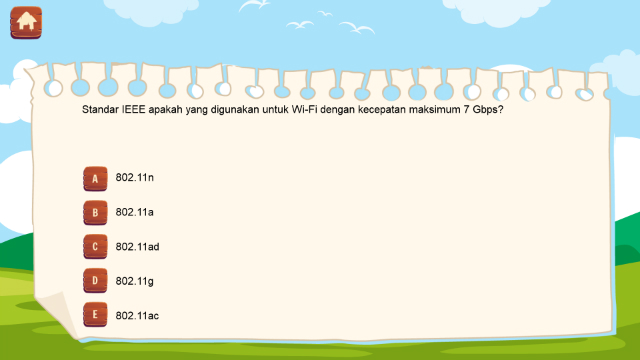 Standar IEEE apakah yang digunakan untuk Wi-Fi dengan kecepatan maksimum 7 Gbps?
A 802.11n
B 802.11a
C 802.11ad
D 802.11g
E 802.11ac